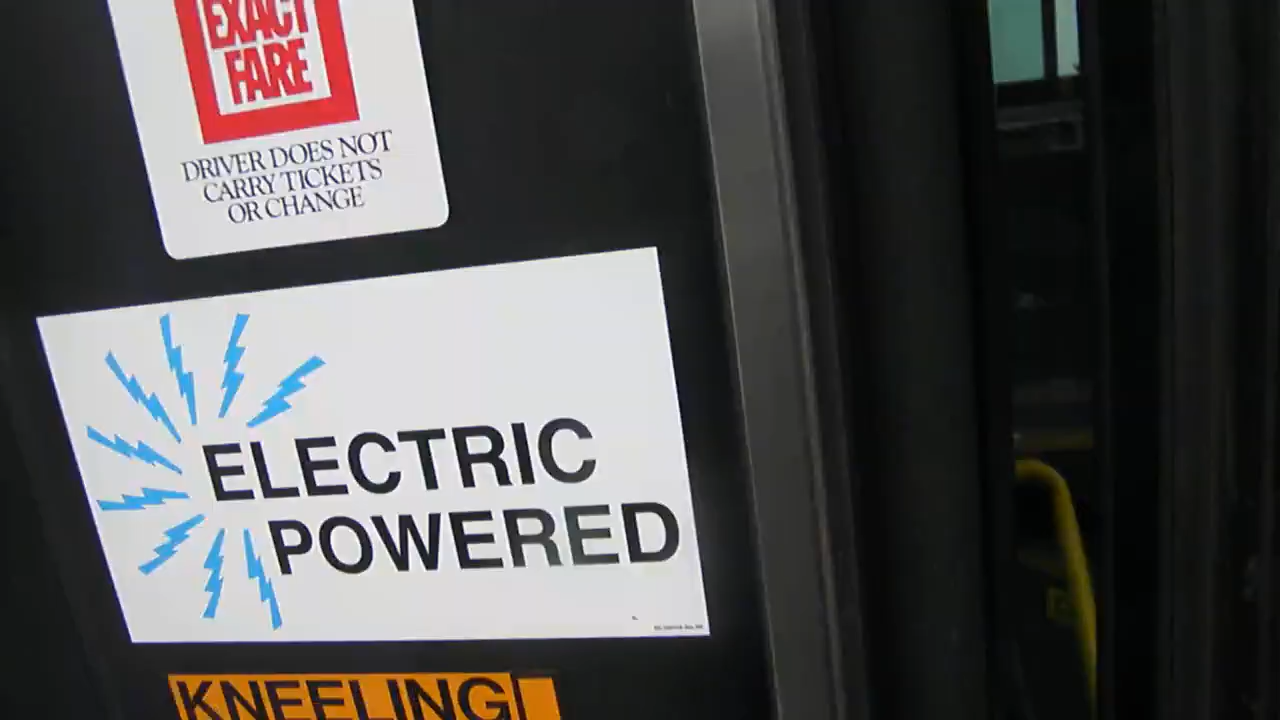 EXACT
FARE
DRIVER DOES NOT
CARRY TICKETS
OR CHANGE
ELECTRIC
POWERED
KNEELING